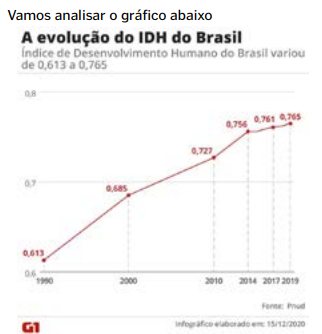 Vamos analisar o gráfico abaixo
A evolução do IDH do Brasil
Índice de Desenvolvimento Humano do Brasil variou
de 0,613 a 0,765
0,8
0,756 0,761 0,765
0,727
0,7
0,685
0,613
0,6
1990 2000 2010 2014 2017 2019
Fonte: Pnud
G1
Infográfico elaborado em: 15/12/2020